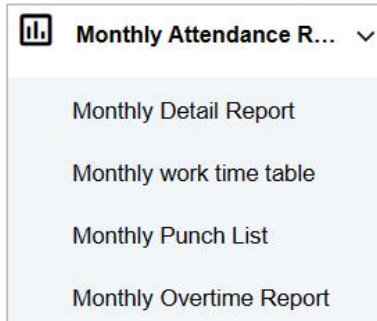 Monthly Attendance R...
Monthly Detail Report
Monthly work time table
Monthly Punch List
Monthly Overtime Report